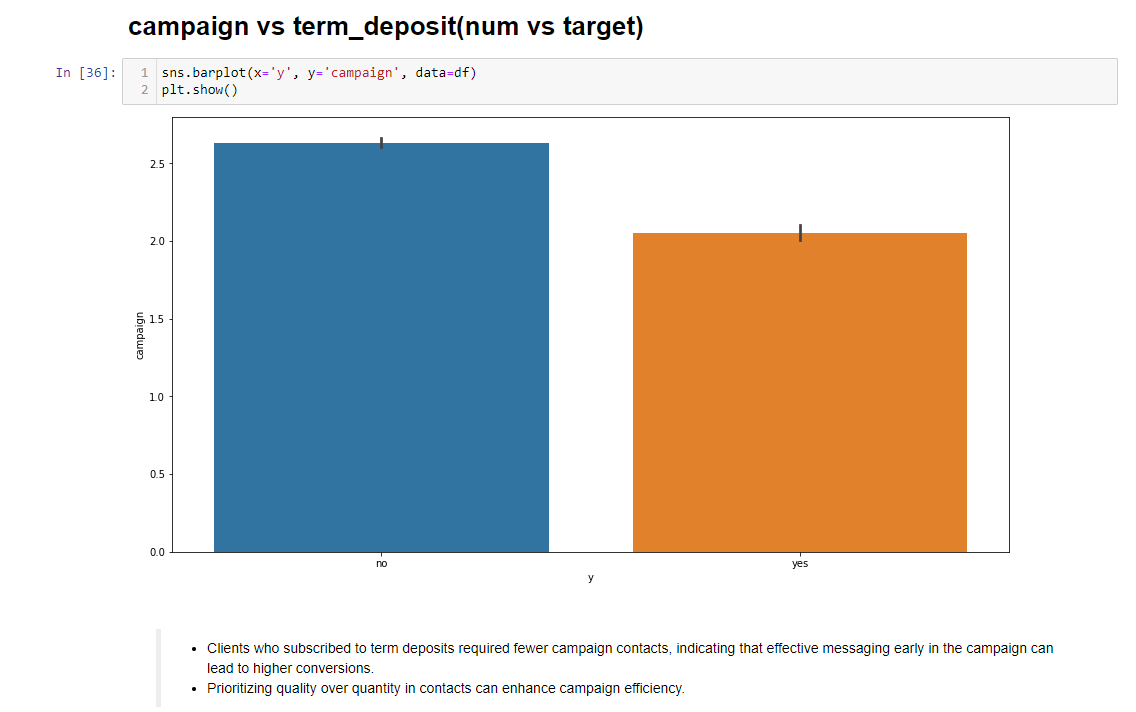 campaign vs term_deposit(num vs target)
In [36]:
1 sns.barplot(x='y', y='campaign', data=df)
2 plt.show()
2.5
2.0
1.5
1.0
0.5
0.0
campaign
no yes
y
• Clients who subscribed to term deposits required fewer campaign contacts, indicating that effective messaging early in the campaign can
lead to higher conversions.
• Prioritizing quality over quantity in contacts can enhance campaign efficiency.